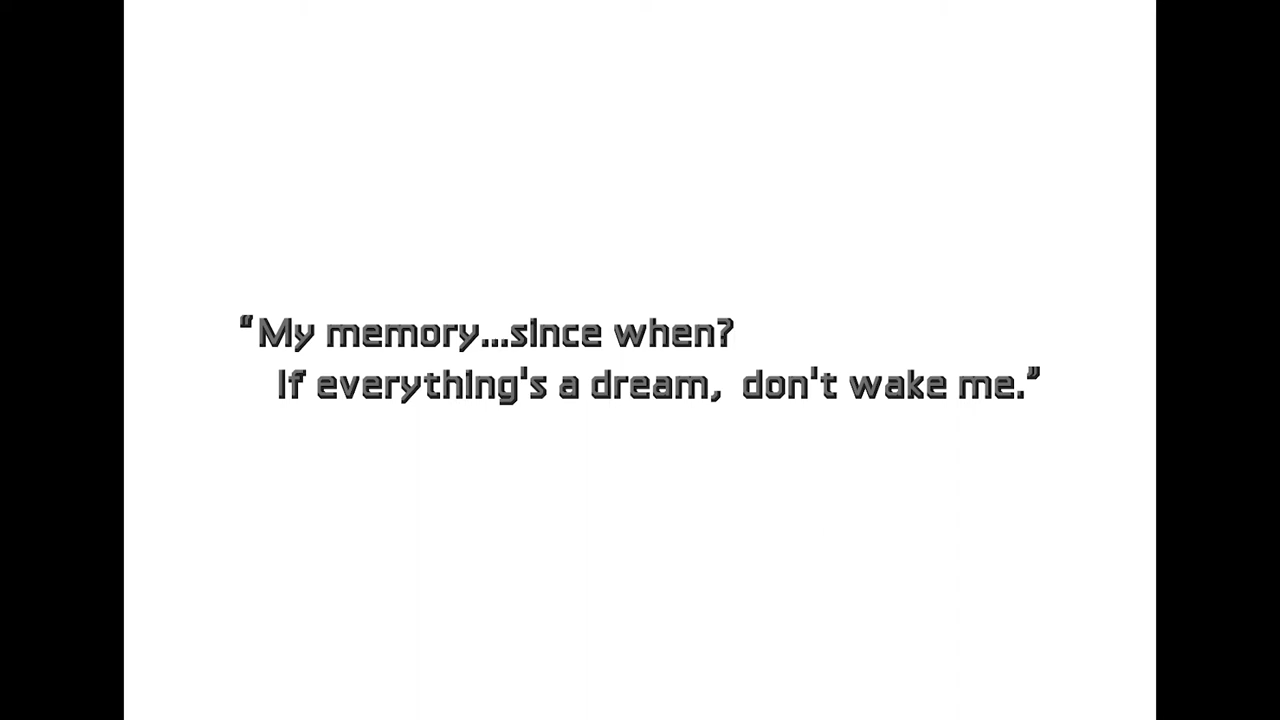 “My memory...since when?
If everything's a dream, don't wake me.”